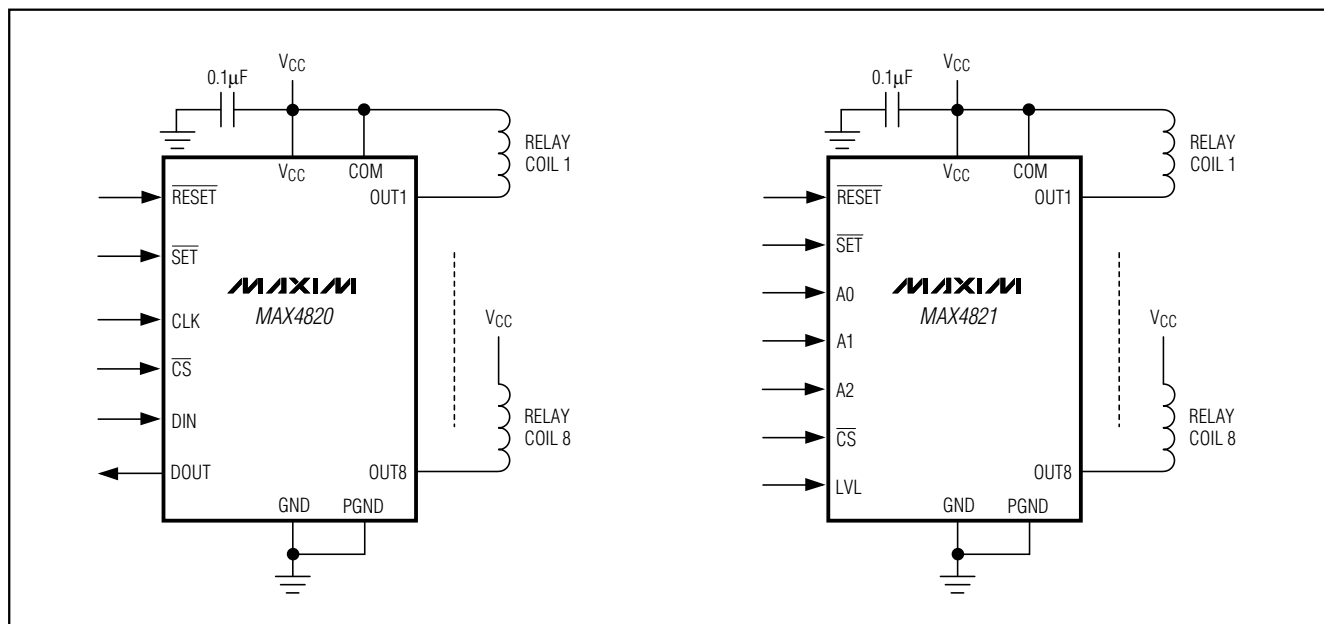 VCC
0.1µF
VCC
COM
RELAY
COIL 1
RESET
OUT1
SET
MAXIM
MAX4820
CLK
VCC
CS
DIN
RELAY
COIL 8
DOUT
OUT8
GND
PGND
VCC
0.1µF
VCC
COM
RELAY
COIL 1
RESET
OUT1
SET
A0
MAXIM
MAX4821
A1
VCC
A2
CS
RELAY
COIL 8
OUT8
LVL
GND
PGND